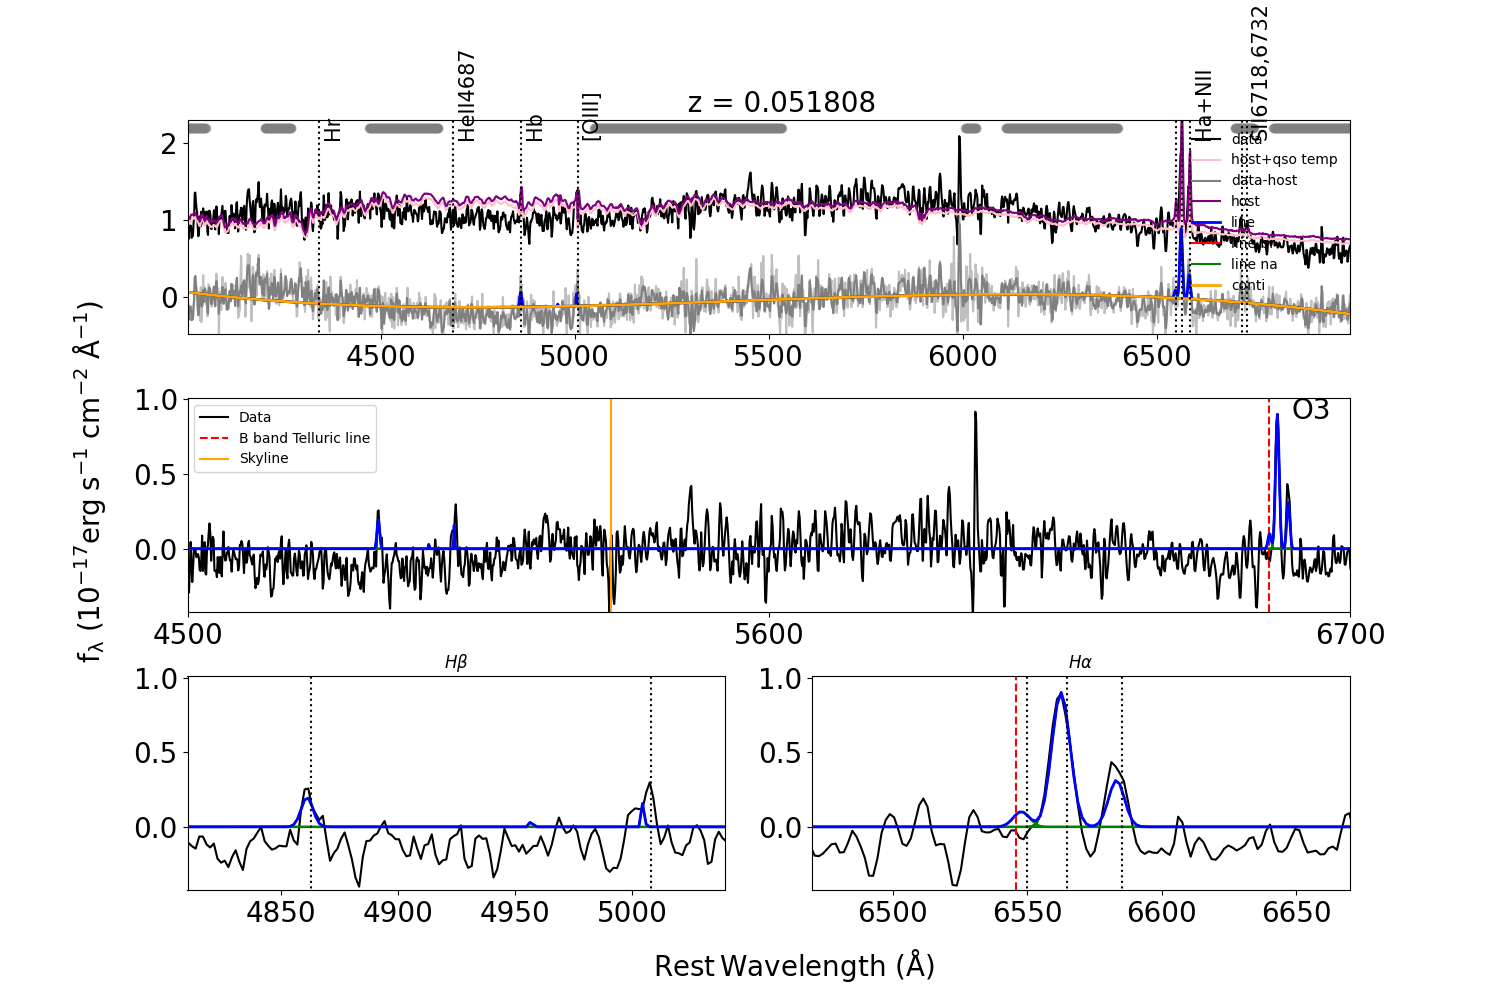 z = 0.051808
Hr
HeII4687
Hb
[OIII]
Ha+NII
SII6718,6732
data
host+qso temp
data-host
host
line
line na
conti
2
1
0
4500
5000
5500
6000
6500
fλ (10−17erg s−1 cm−2 Å−1)
Data
B band Telluric line
Skyline
O3
1.0
0.5
0.0
4500
5600
6700
Hβ
1.0
0.5
0.0
4850
4900
4950
5000
Hα
1.0
0.5
0.0
6500
6550
6600
6650
Rest Wavelength (Å)